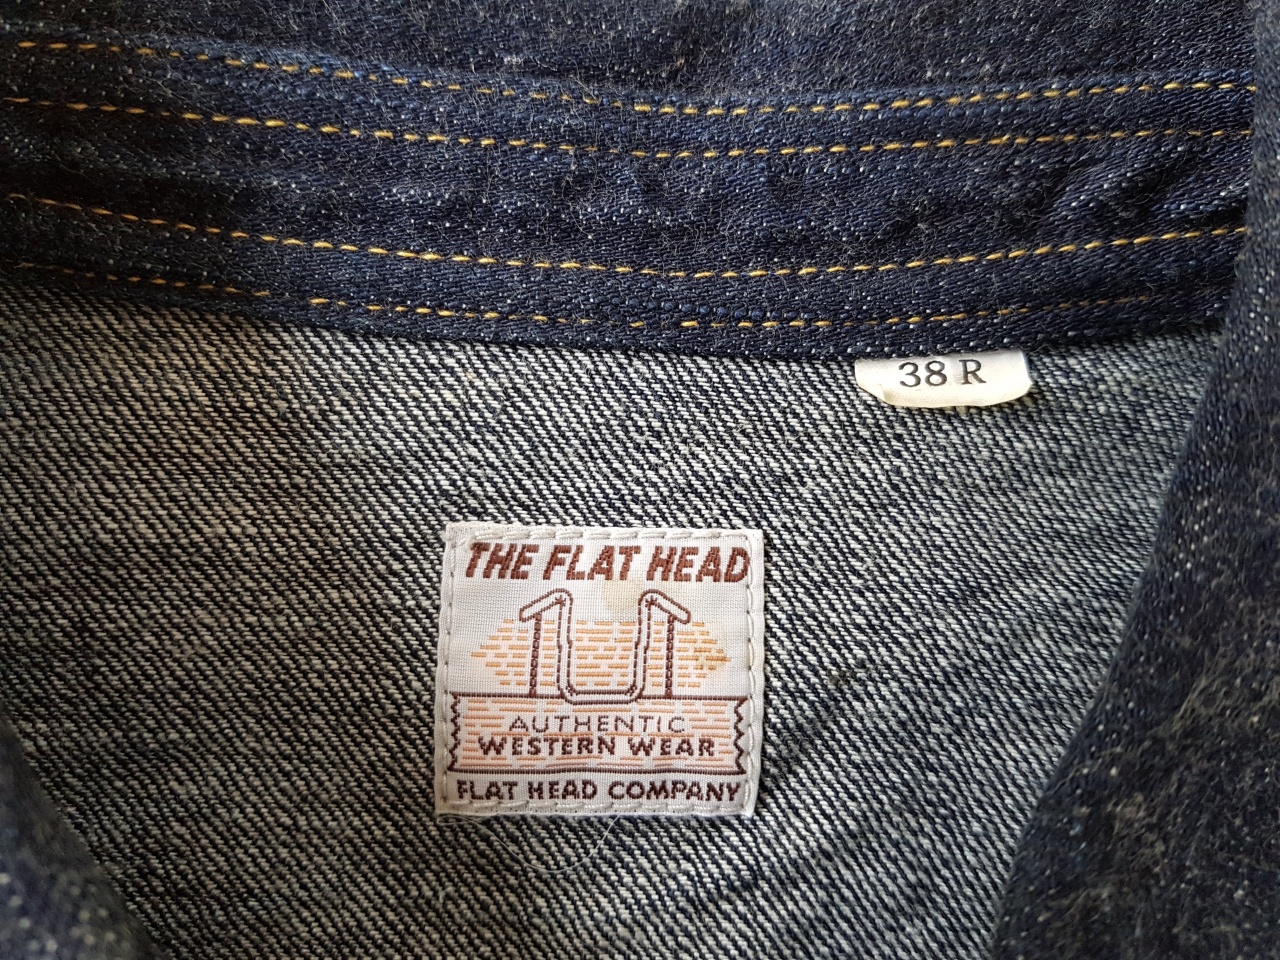 38 R
THE FLAT HEAD
AUTHENTIC
WESTERN WEAR
FLAT HEAD COMPANY